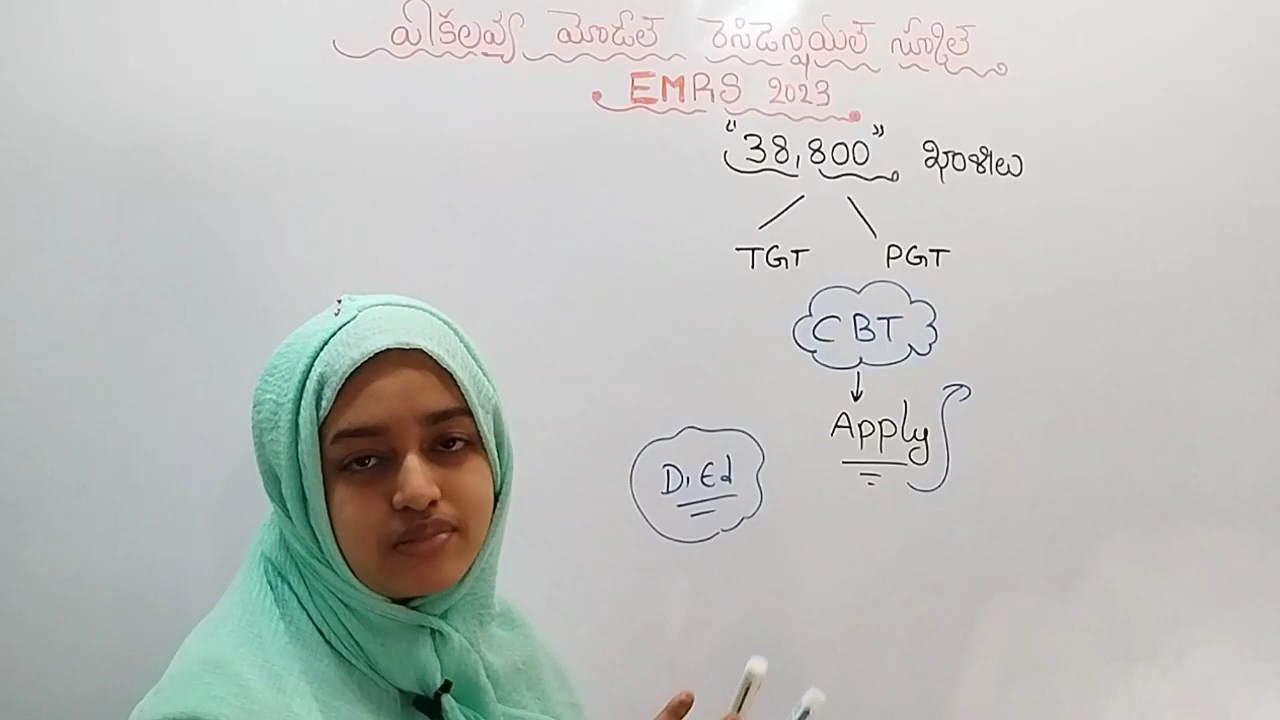 ఏకలవ్య మోడల్ రెసిడెన్షియల్ స్కూల్
EMRS 2023
"38,800" ఖాళీలు
TGT PGT
CBT
Apply
D.Ed